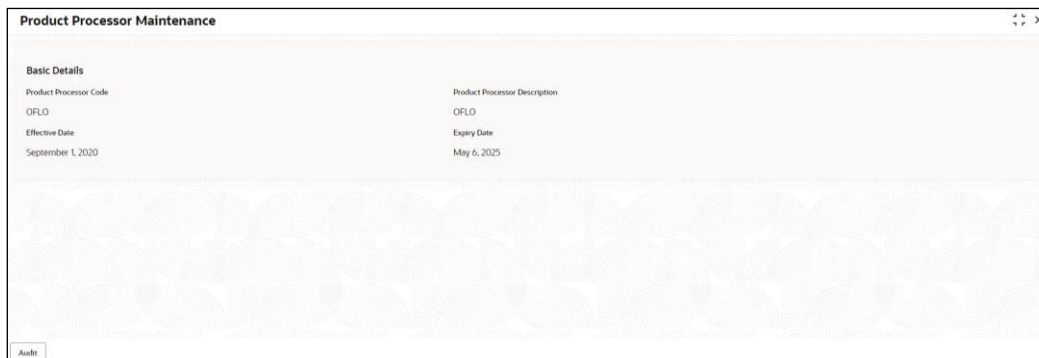 Product Processor Maintenance
Basic Details
Product Processor Code Product Processor Description
OFLO OFLO
Effective Date Expiry Date
September 1, 2020 May 6, 2025
Audit